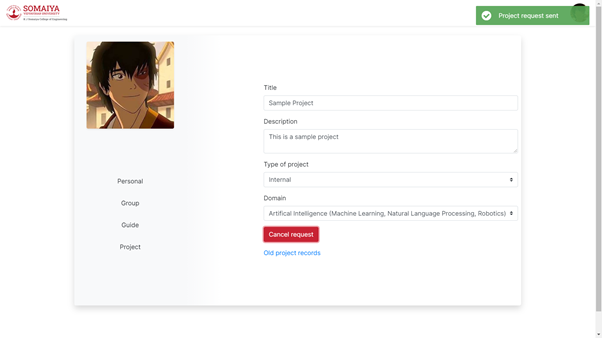 SOMAIYA
VIDYAVIHAR UNIVERSITY
K J Somaiya College of Engineering
Project request sent
Title
Sample Project
Description
This is a sample project
Type of project
Internal
Domain
Artifical Intelligence (Machine Learning, Natural Language Processing, Robotics)
Cancel request
Old project records
Personal
Group
Guide
Project